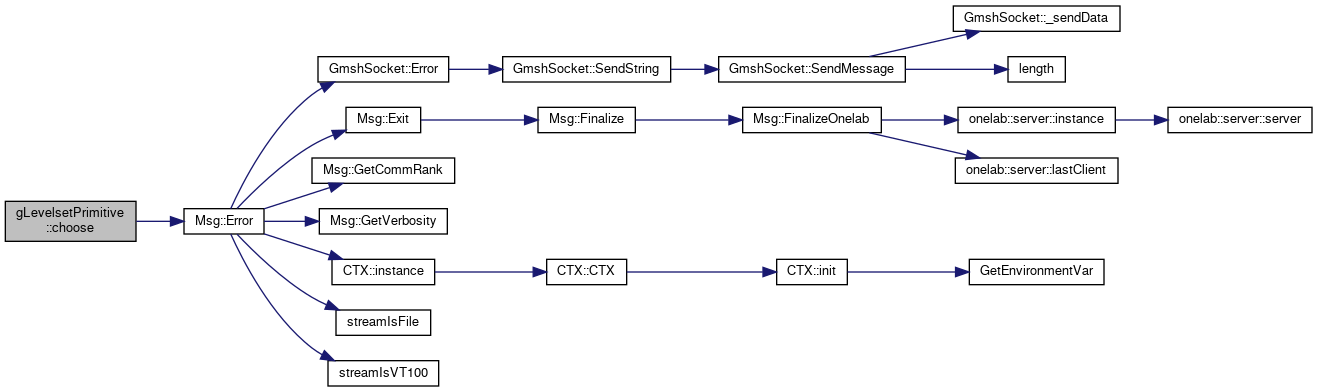 GmshSocket::_sendData
GmshSocket::Error
GmshSocket::SendString
GmshSocket::SendMessage
length
Msg::Exit
Msg::Finalize
Msg::FinalizeOnelab
onelab::server::instance
onelab::server::server
Msg::GetCommRank
onelab::server::lastClient
gLevelsetPrimitive
::choose
Msg::Error
Msg::GetVerbosity
CTX::instance
CTX::CTX
CTX::init
GetEnvironmentVar
streamIsFile
streamIsVT100